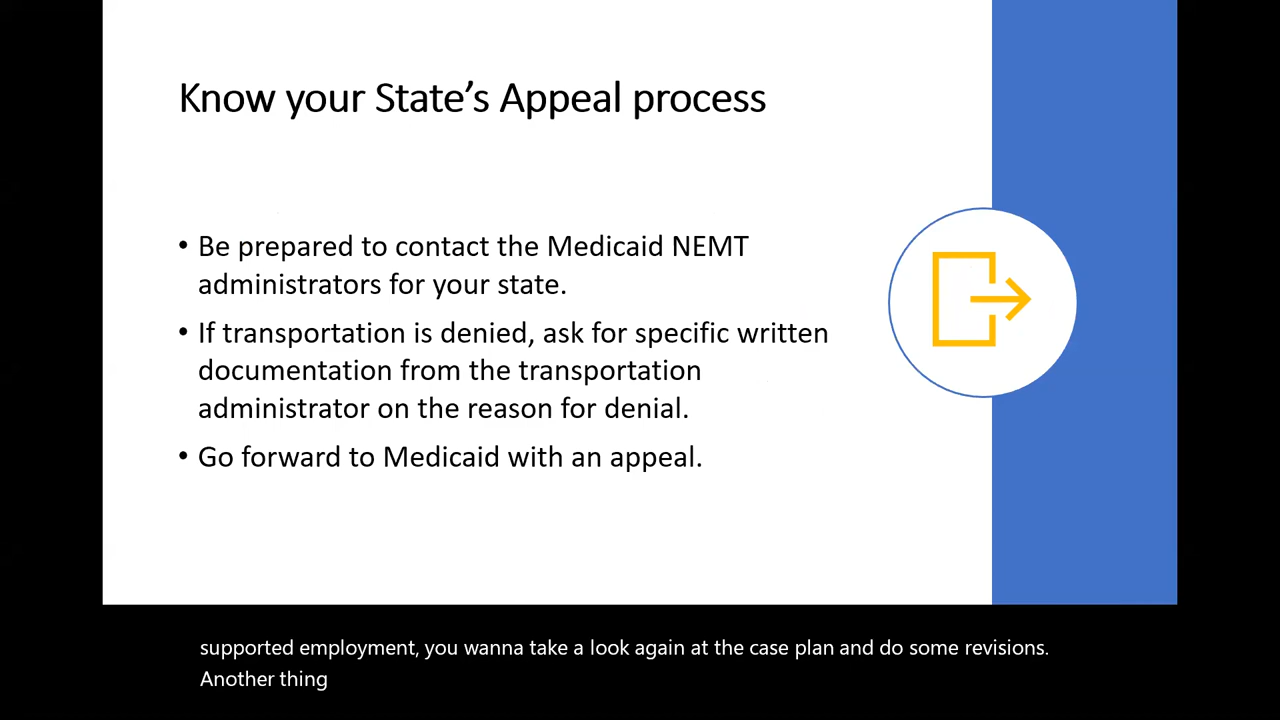 Know your State’s Appeal process
• Be prepared to contact the Medicaid NEMT
administrators for your state.
• If transportation is denied, ask for specific written
documentation from the transportation
administrator on the reason for denial.
• Go forward to Medicaid with an appeal.
supported employment, you wanna take a look again at the case plan and do some revisions.
Another thing